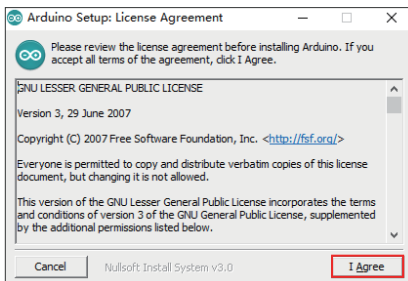 Arduino Setup: License Agreement
Please review the license agreement before installing Arduino. If you
accept all terms of the agreement, click I Agree.
GNU LESSER GENERAL PUBLIC LICENSE
Version 3, 29 June 2007
Copyright (C) 2007 Free Software Foundation, Inc. <http://fsf.org/>
Everyone is permitted to copy and distribute verbatim copies of this license
document, but changing it is not allowed.
This version of the GNU Lesser General Public License incorporates the terms
and conditions of version 3 of the GNU General Public License, supplemented
by the additional permissions listed below.
Cancel
Nullsoft Install System v3.0
I Agree